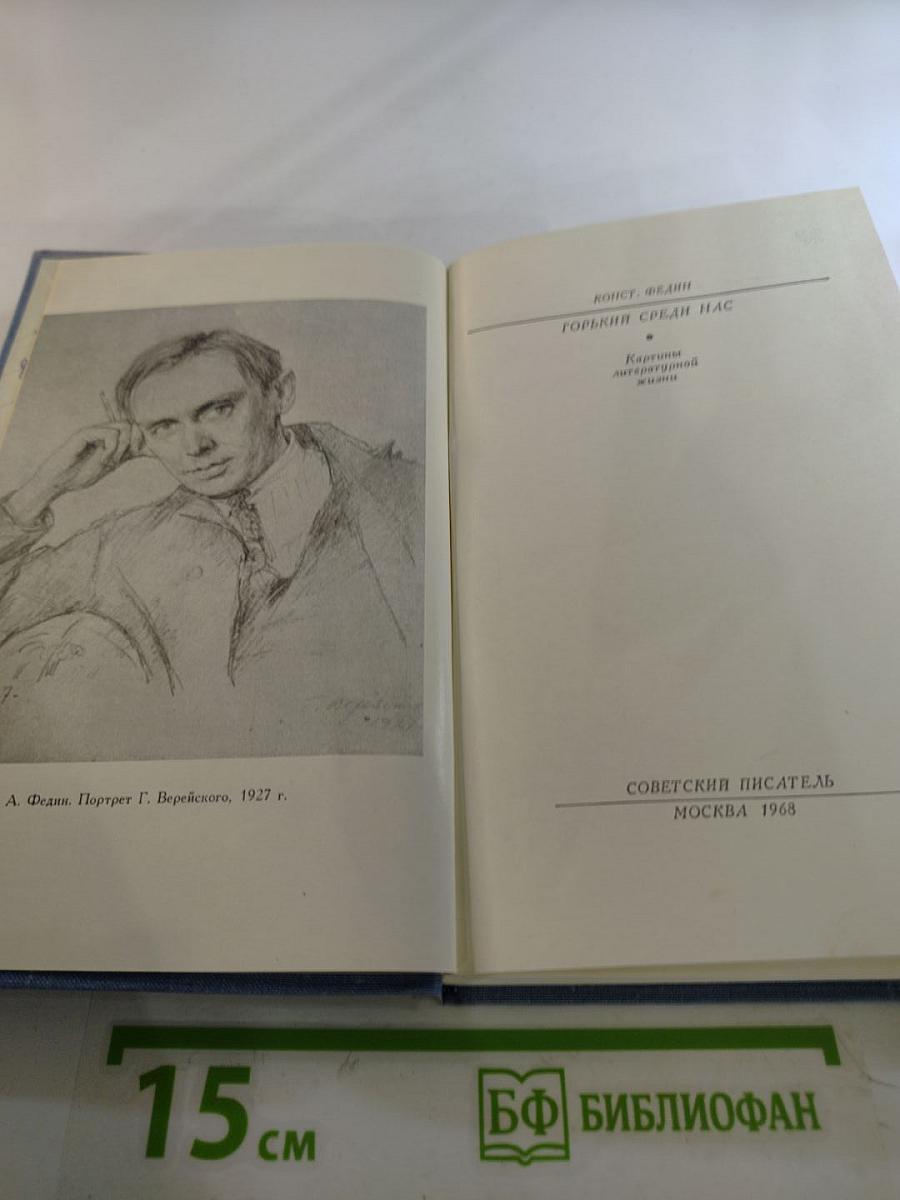 А. Федин. Портрет Г. Верейского, 1927 г.
КОНСТ. ФЕДИН
ГОРЬКИЙ СРЕДИ НАС
Картины
литературной
жизни
СОВЕТСКИЙ ПИСАТЕЛЬ
МОСКВА 1968
15 см
БФ БИБЛИОФАН